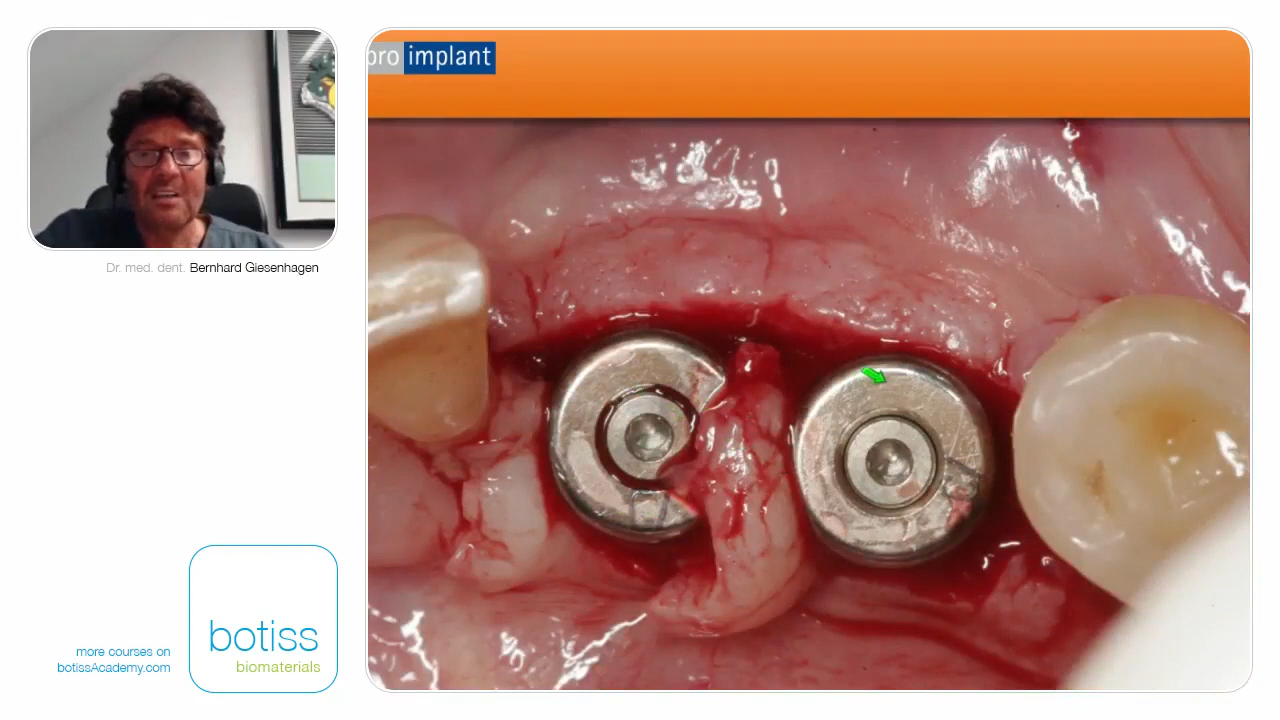 pro implant
Dr. med. dent. Bernhard Giesenhagen
botiss
biomaterials
more courses on
botissAcademy.com